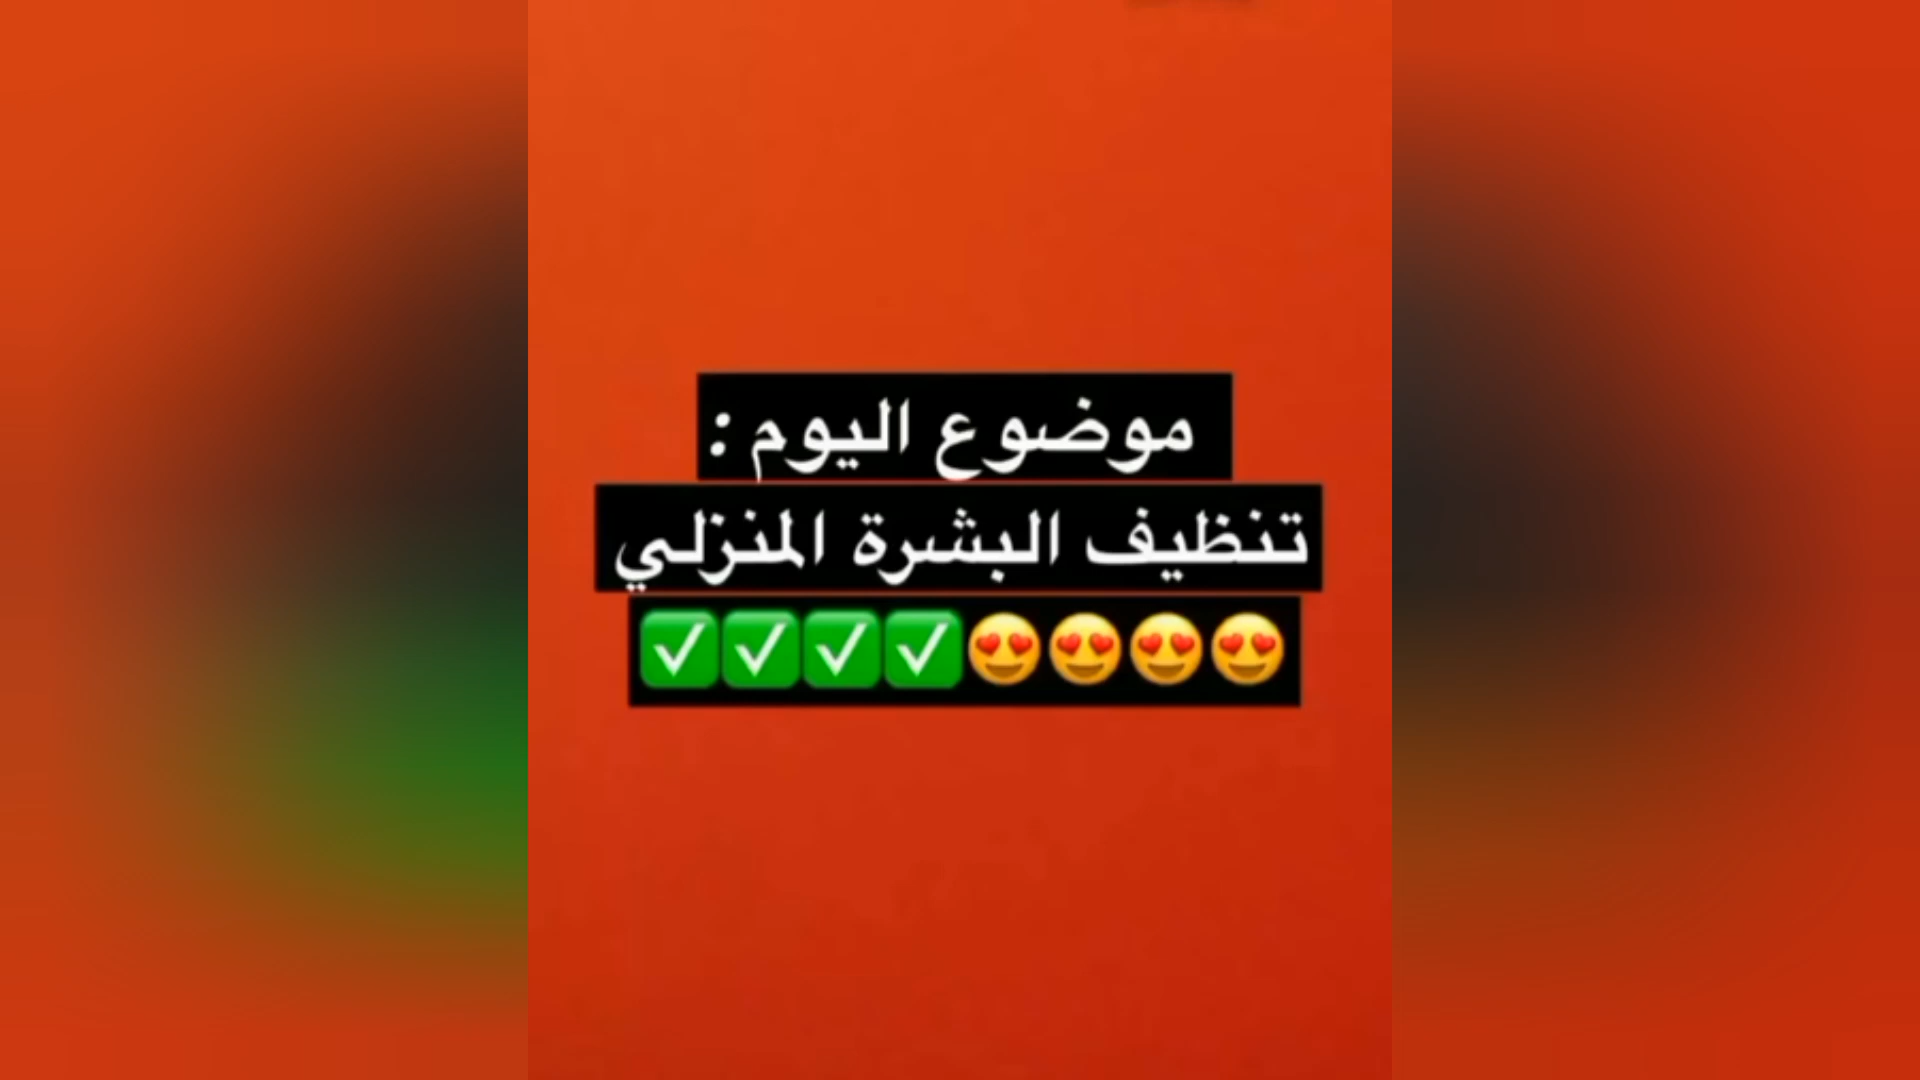 موضوع اليوم :
تنظيف البشرة المنزلي
😍😍😍😍✅✅✅✅